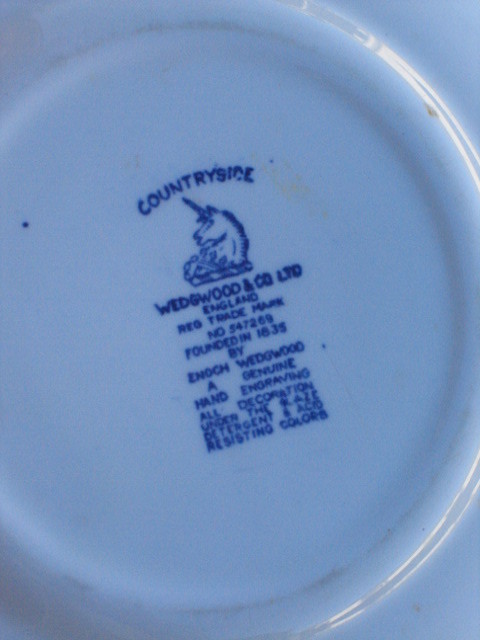 COUNTRYSIDE
WEDGWOOD & CO LTD
ENGLAND
REG TRADE MARK
NO 547269
FOUNDED IN 1835
BY
ENOCH WEDGWOOD
A GENUINE
HAND ENGRAVING
ALL DECORATION
UNDER THE GLAZE
DETERGENT & ACID
RESISTING COLORS